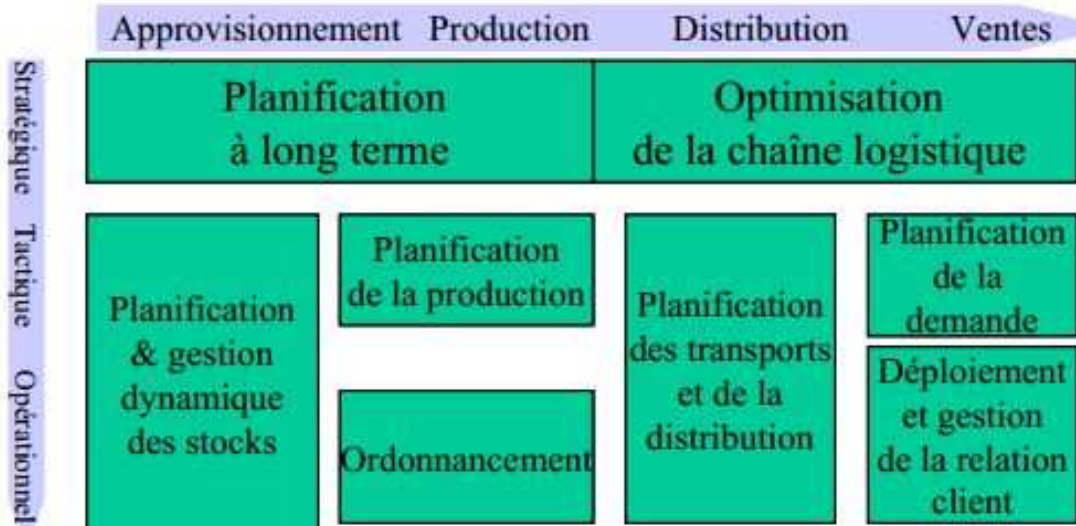 Approvisionnement Production Distribution Ventes
Stratégique
Tactique
Opérationnel
Planification
à long terme
Optimisation
de la chaîne logistique
Planification
& gestion
dynamique
des stocks
Planification
de la production
Ordonnancement
Planification
des transports
et de la
distribution
Planification
de la
demande
Déploiement
et gestion
de la relation
client